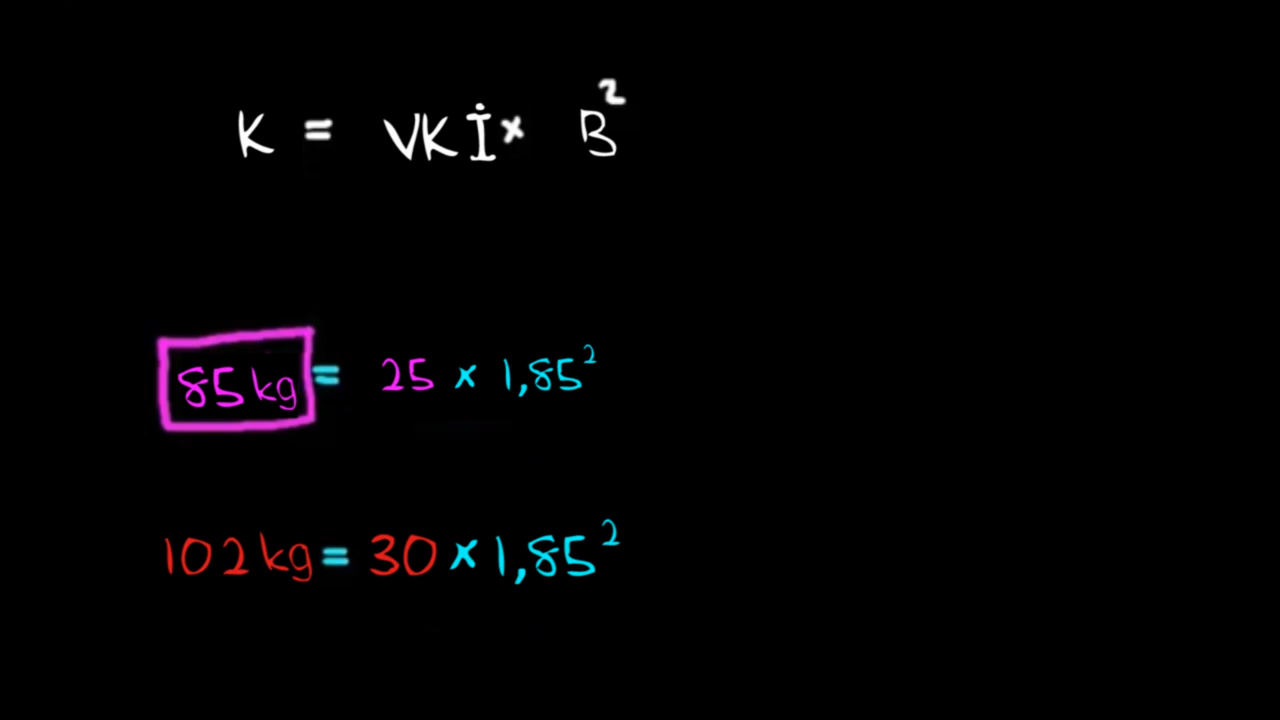 K = VKİ × B²
85 kg = 25 × 1,85²
102 kg = 30 × 1,85²